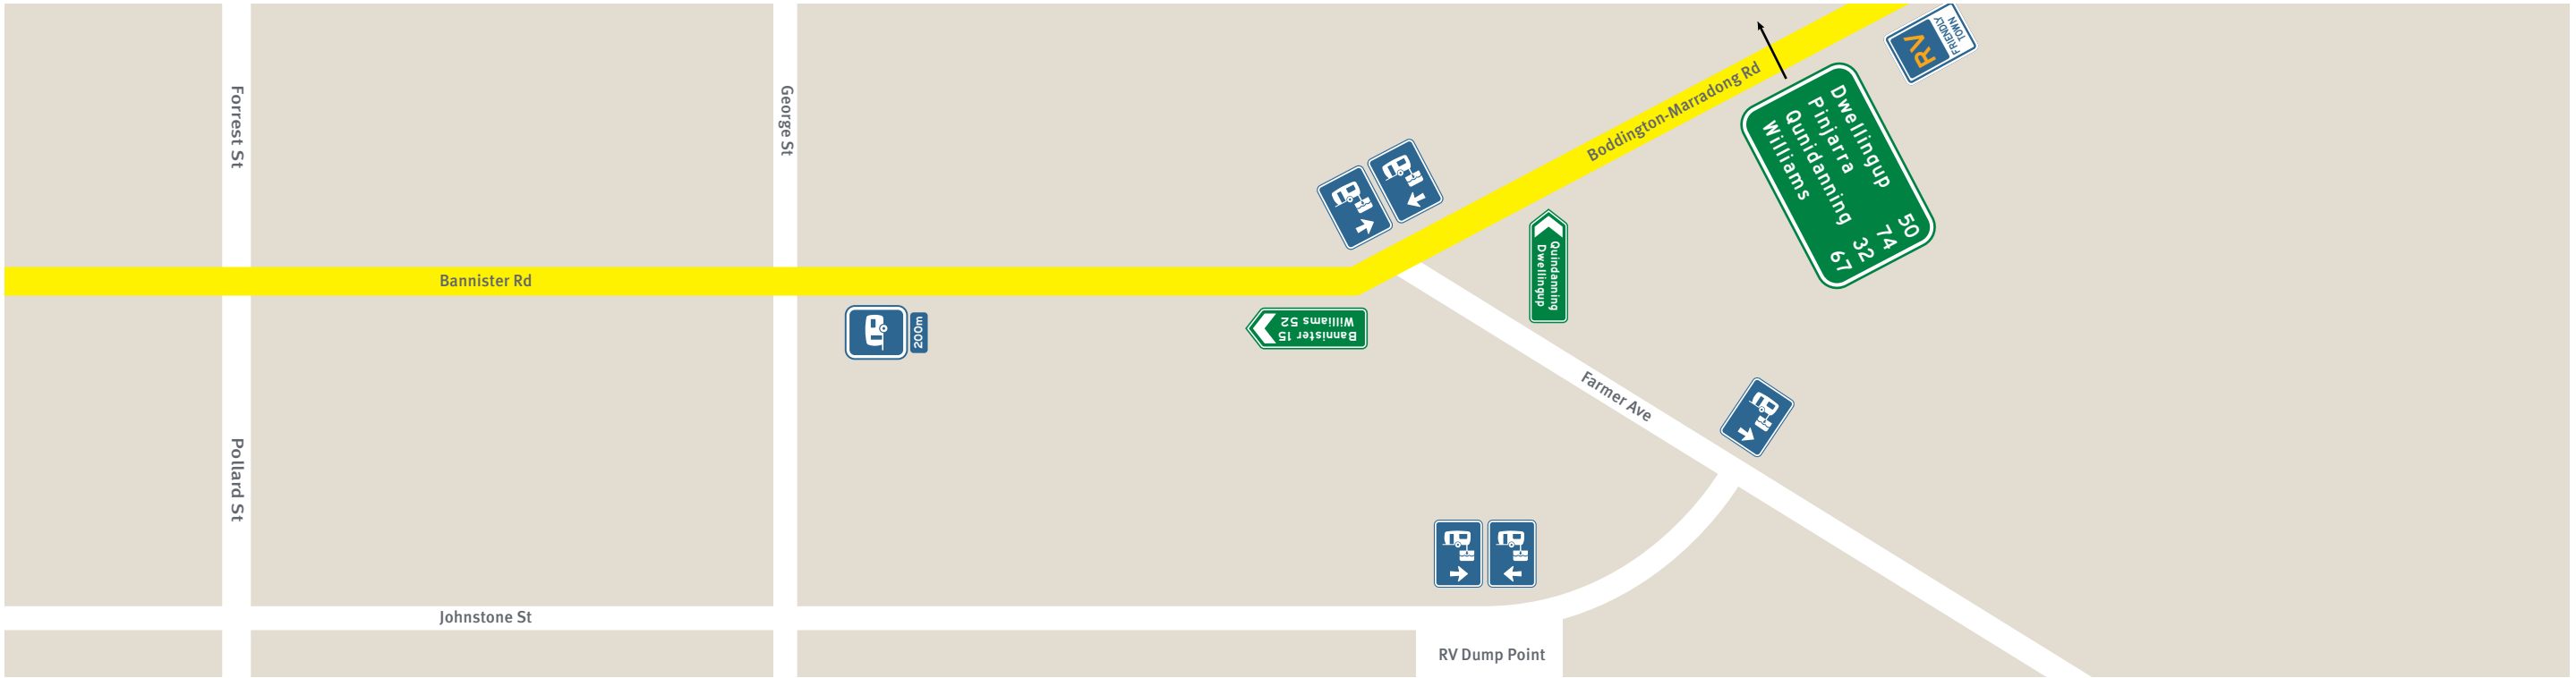 Forrest St
George St
Boddington-Marradong Rd
RV
FRIENDLY
TOWN
Dwellingup 50
Pinjarra 74
Qunidanning 32
Williams 67
Bannister Rd
200m
Bannister 15
Williams 52
Quindanning
Dwellingup
Farmer Ave
Pollard St
Johnstone St
RV Dump Point